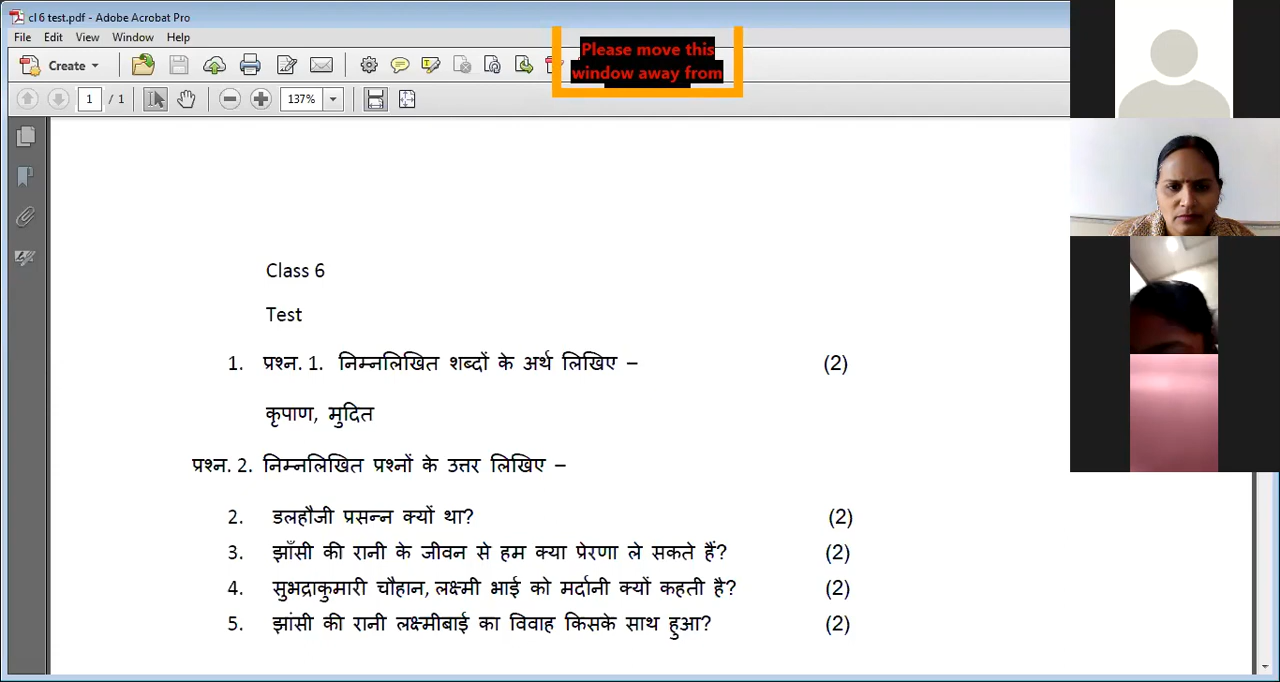 cl 6 test.pdf - Adobe Acrobat Pro
File Edit View Window Help
Please move this
window away from
Create
1 / 1 137%
Class 6
Test
1. प्रश्न. 1. निम्नलिखित शब्दों के अर्थ लिखिए – (2)
कृपाण, मुदित
प्रश्न. 2. निम्नलिखित प्रश्नों के उत्तर लिखिए –
2. डलहौजी प्रसन्न क्यों था? (2)
3. झाँसी की रानी के जीवन से हम क्या प्रेरणा ले सकते हैं? (2)
4. सुभद्राकुमारी चौहान, लक्ष्मी भाई को मर्दानी क्यों कहती है? (2)
5. झांसी की रानी लक्ष्मीबाई का विवाह किसके साथ हुआ? (2)